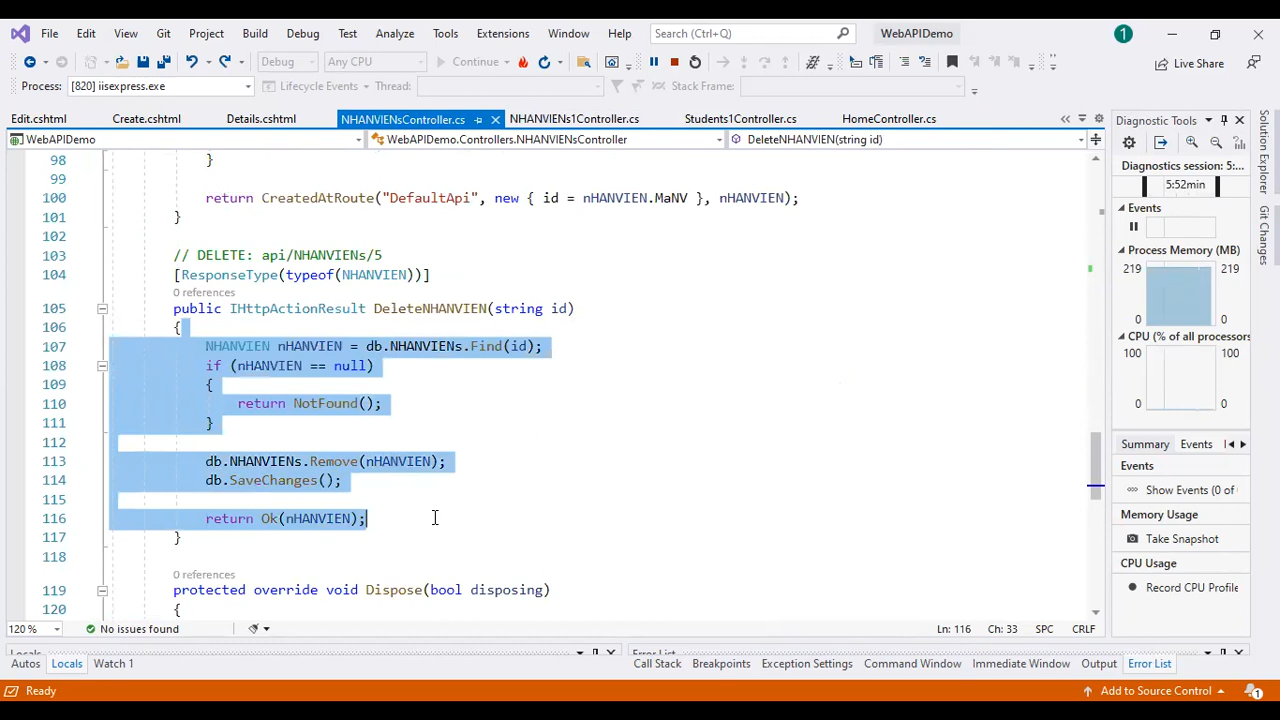 File Edit View Git Project Build Debug Test Analyze Tools Extensions Window Help Search (Ctrl+Q) WebAPIDemo 1
Debug Any CPU Continue Live Share
Process: [820] iisexpress.exe Lifecycle Events Thread: Stack Frame:
Edit.cshtml Create.cshtml Details.cshtml NHANVIENsController.cs NHANVIENs1Controller.cs Students1Controller.cs HomeController.cs
WebAPIDemo WebAPIDemo.Controllers.NHANVIENsController DeleteNHANVIEN(string id)
98 }
99
100 return CreatedAtRoute("DefaultApi", new { id = nHANVIEN.MaNV }, nHANVIEN);
101 }
102
103 // DELETE: api/NHANVIENs/5
104 [ResponseType(typeof(NHANVIEN))]
0 references
105 public IHttpActionResult DeleteNHANVIEN(string id)
106 {
107 NHANVIEN nHANVIEN = db.NHANVIENs.Find(id);
108 if (nHANVIEN == null)
109 {
110 return NotFound();
111 }
112
113 db.NHANVIENs.Remove(nHANVIEN);
114 db.SaveChanges();
115
116 return Ok(nHANVIEN);
117 }
118
0 references
119 protected override void Dispose(bool disposing)
120 {
120 % No issues found Ln: 116 Ch: 33 SPC CRLF
Diagnostic Tools
Diagnostics session: 5:...
5:52min
Events
Process Memory (MB)
219 219
0 0
CPU (% of all processors
100 100
0 0
Summary Events
Events
Show Events (0 of
Memory Usage
Take Snapshot
CPU Usage
Record CPU Profile
Solution Explorer
Git Changes
Locals Error List
Autos Locals Watch 1 Call Stack Breakpoints Exception Settings Command Window Immediate Window Output Error List
Ready Add to Source Control 1